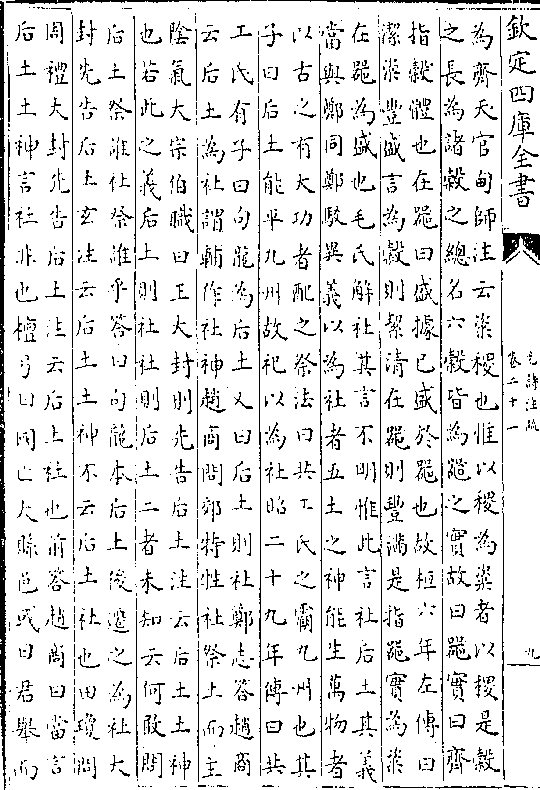 欽定四庫全書
毛詩注疏
卷二十一
九
為齊天官甸師注云粢稷也惟以稷為粢者以稷是穀
之長為諸穀之總名六穀皆為器之實故曰器實曰齊
指穀體也在器曰盛據已盛於器也故桓六年左傳曰
潔粢豐盛言為穀則絜清在器則豐滿是指器實為粢
在器為盛也毛氏解社其言不明惟此言社后土其義
當與鄭同鄭駮異義以為社者五土之神能生萬物者
以古之有大功者配之祭法曰共工氏之霸九州也其
子曰后土能平九州故祀以為社昭二十九年傳曰共
工氏有子曰句龍為后土又曰后土則社鄭志答趙商
云后土為社謂輔作社神趙商問郊特牲社祭土而主
陰氣大宗伯職曰王大封則先告后土注云后土土神
也若此之義后土則社社則后土二者未知云何敢問
后土祭誰社祭誰乎答曰句龍本后土後遷之為社大
封先告后土玄注云后土土神不云后土社也田瓊問
周禮大封先告后土注云后土社也前答趙商曰當言
后土土神言社非也檀弓曰國亡大縣邑或曰君舉而